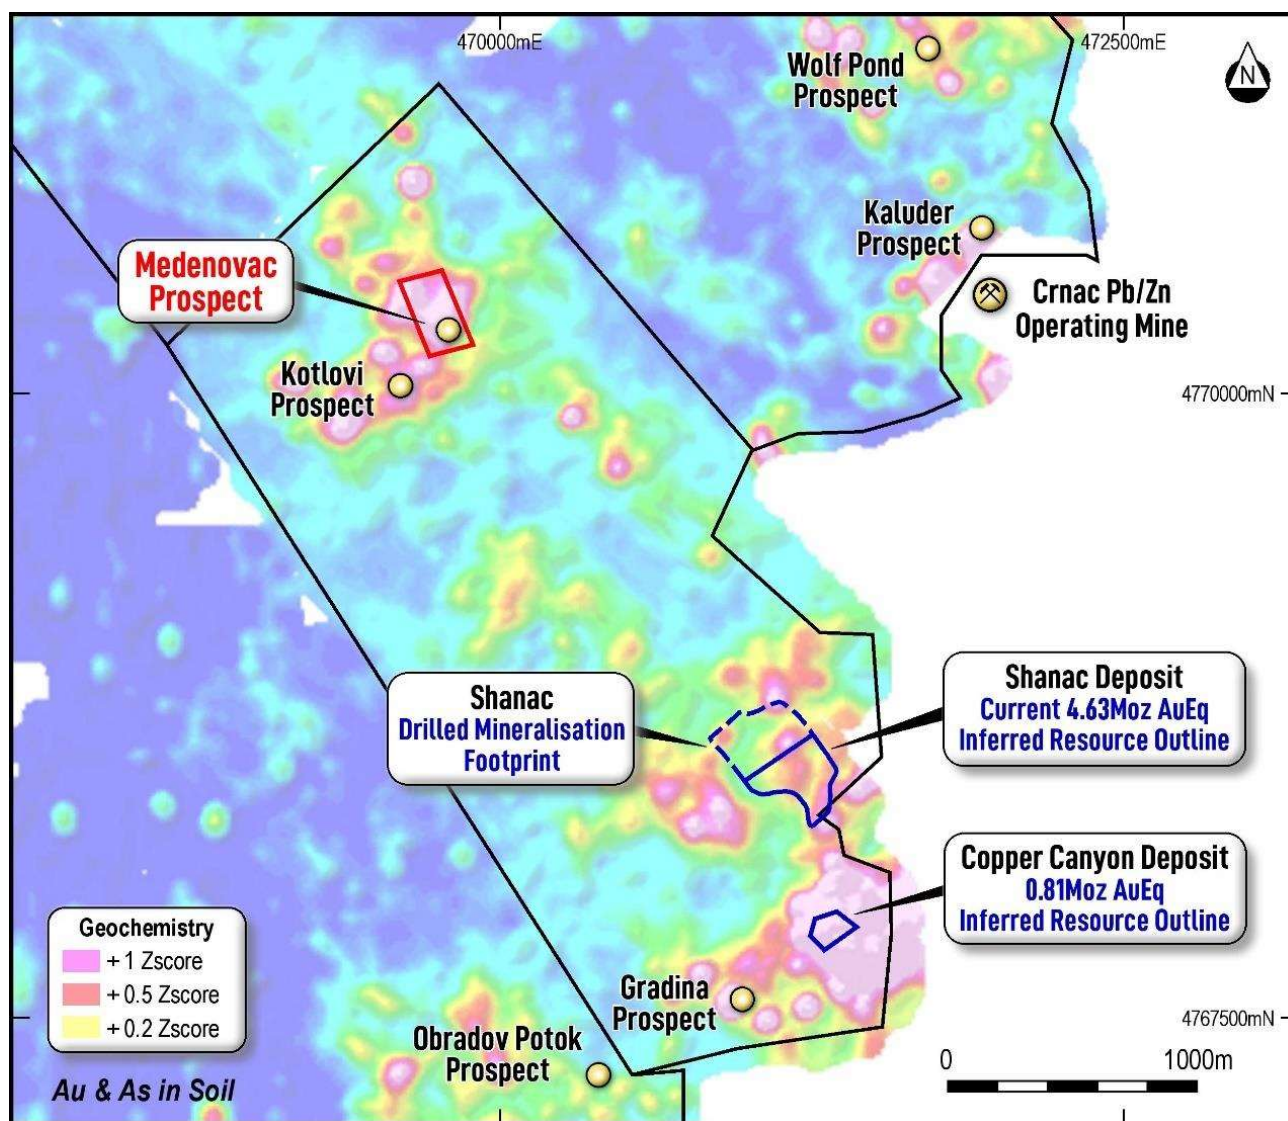 470000mE
472500mE
N
Wolf Pond
Prospect
Kaluder
Prospect
Medenovac
Prospect
Crnac Pb/Zn
Operating Mine
Kotlovi
Prospect
4770000mN
Shanac
Drilled Mineralisation
Footprint
Shanac Deposit
Current 4.63Moz AuEq
Inferred Resource Outline
Copper Canyon Deposit
0.81Moz AuEq
Inferred Resource Outline
Geochemistry
+ 1 Zscore
+ 0.5 Zscore
+ 0.2 Zscore
Gradina
Prospect
4767500mN
Obradov Potok
Prospect
0 1000m
Au & As in Soil